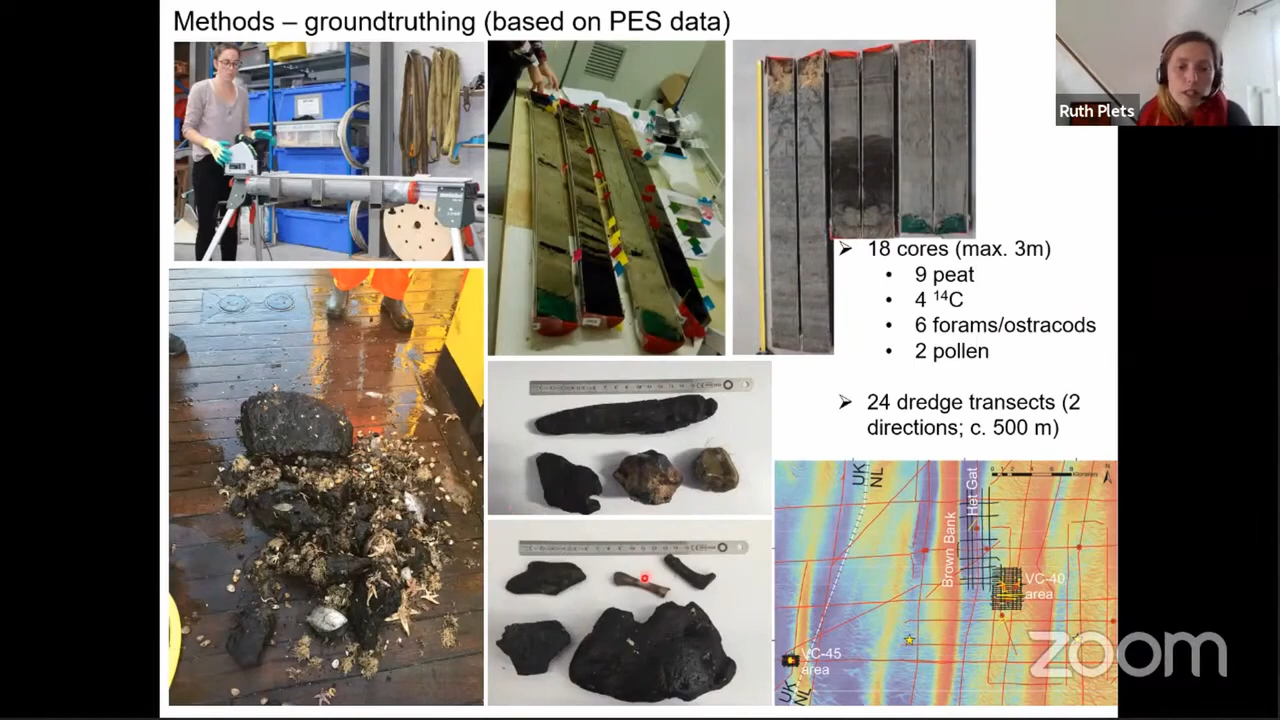 Methods – groundtruthing (based on PES data)
Ruth Plets
➢ 18 cores (max. 3m)
• 9 peat
• 4 ¹⁴C
• 6 forams/ostracods
• 2 pollen
➢ 24 dredge transects (2
directions; c. 500 m)
UK
NL
Het Gat
Brown Bank
VC-40
area
VC-45
area
UK
NL
zoom